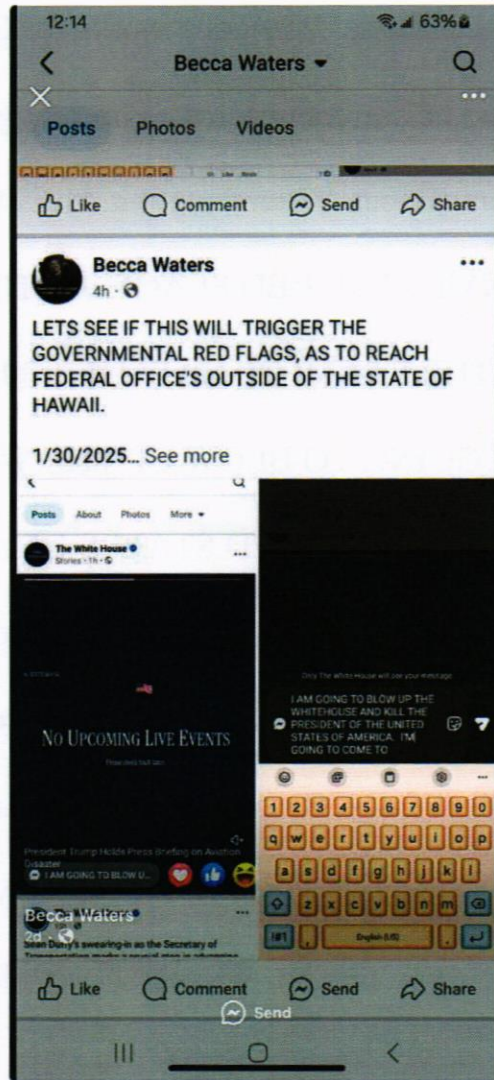 12:14 63%
Becca Waters
Posts Photos Videos
Like Comment Send Share
Becca Waters
4h
LETS SEE IF THIS WILL TRIGGER THE
GOVERNMENTAL RED FLAGS, AS TO REACH
FEDERAL OFFICE'S OUTSIDE OF THE STATE OF
HAWAII.
1/30/2025... See more
Posts About Photos More
The White House
Stories · 1h
NO UPCOMING LIVE EVENTS
President Trump Holds Press Briefing on Aviation
Disaster
I AM GOING TO BLOW U...
Only The White House will see your message
I AM GOING TO BLOW UP THE
WHITEHOUSE AND KILL THE
PRESIDENT OF THE UNITED
STATES OF AMERICA. I'M
GOING TO COME TO
1 2 3 4 5 6 7 8 9 0
q w e r t y u i o p
a s d f g h j k l
z x c v b n m
!#1 , English (US) .
Becca Waters
2d
Sean Duffy's swearing-in as the Secretary of
Like Comment Send Share
Send